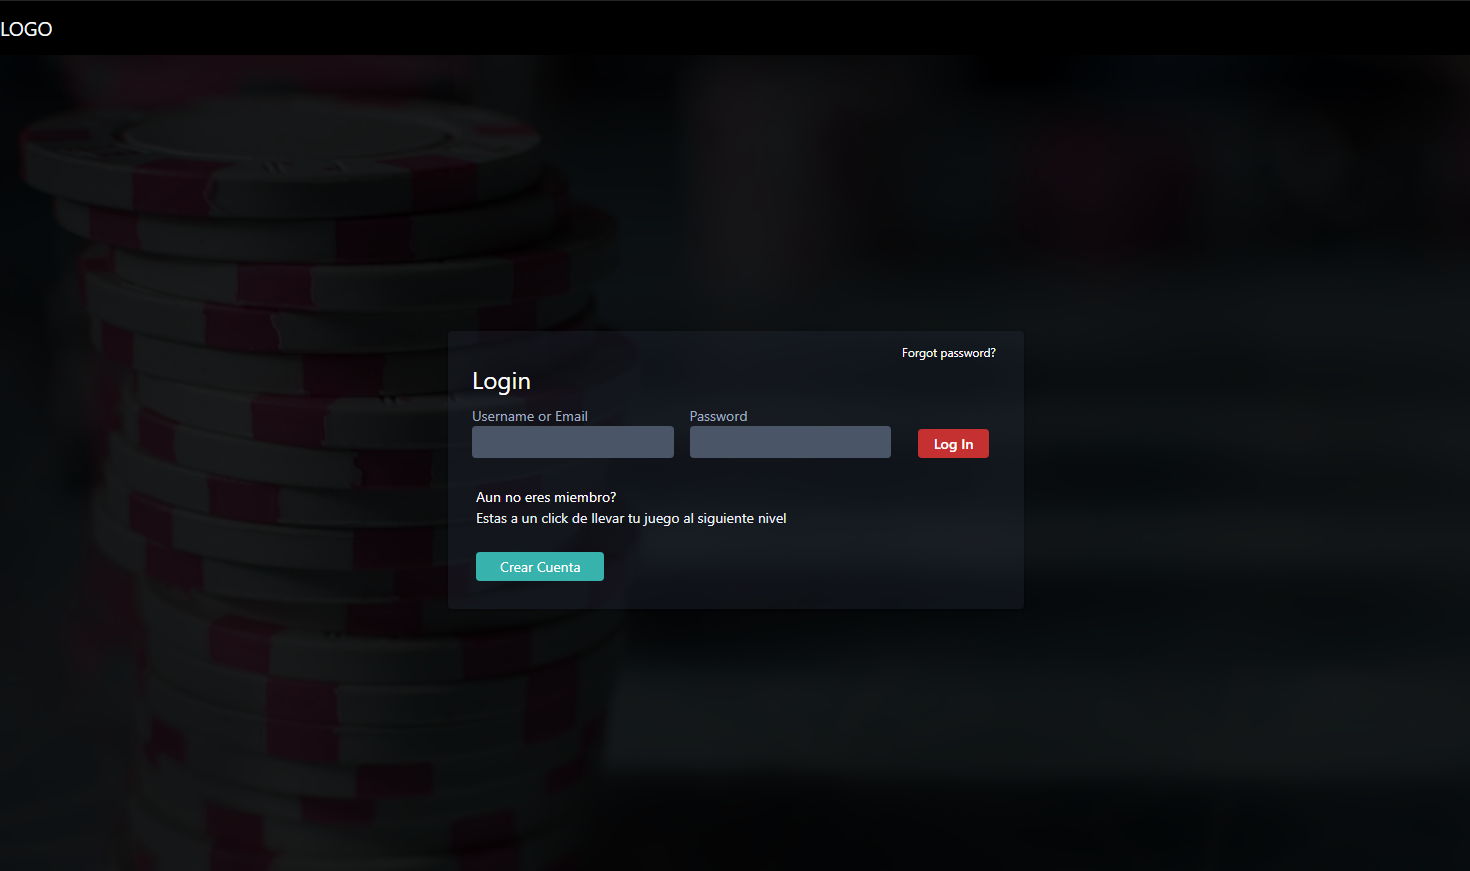 LOGO
Forgot password?
Login
Username or Email
Password
Log In
Aun no eres miembro?
Estas a un click de llevar tu juego al siguiente nivel
Crear Cuenta